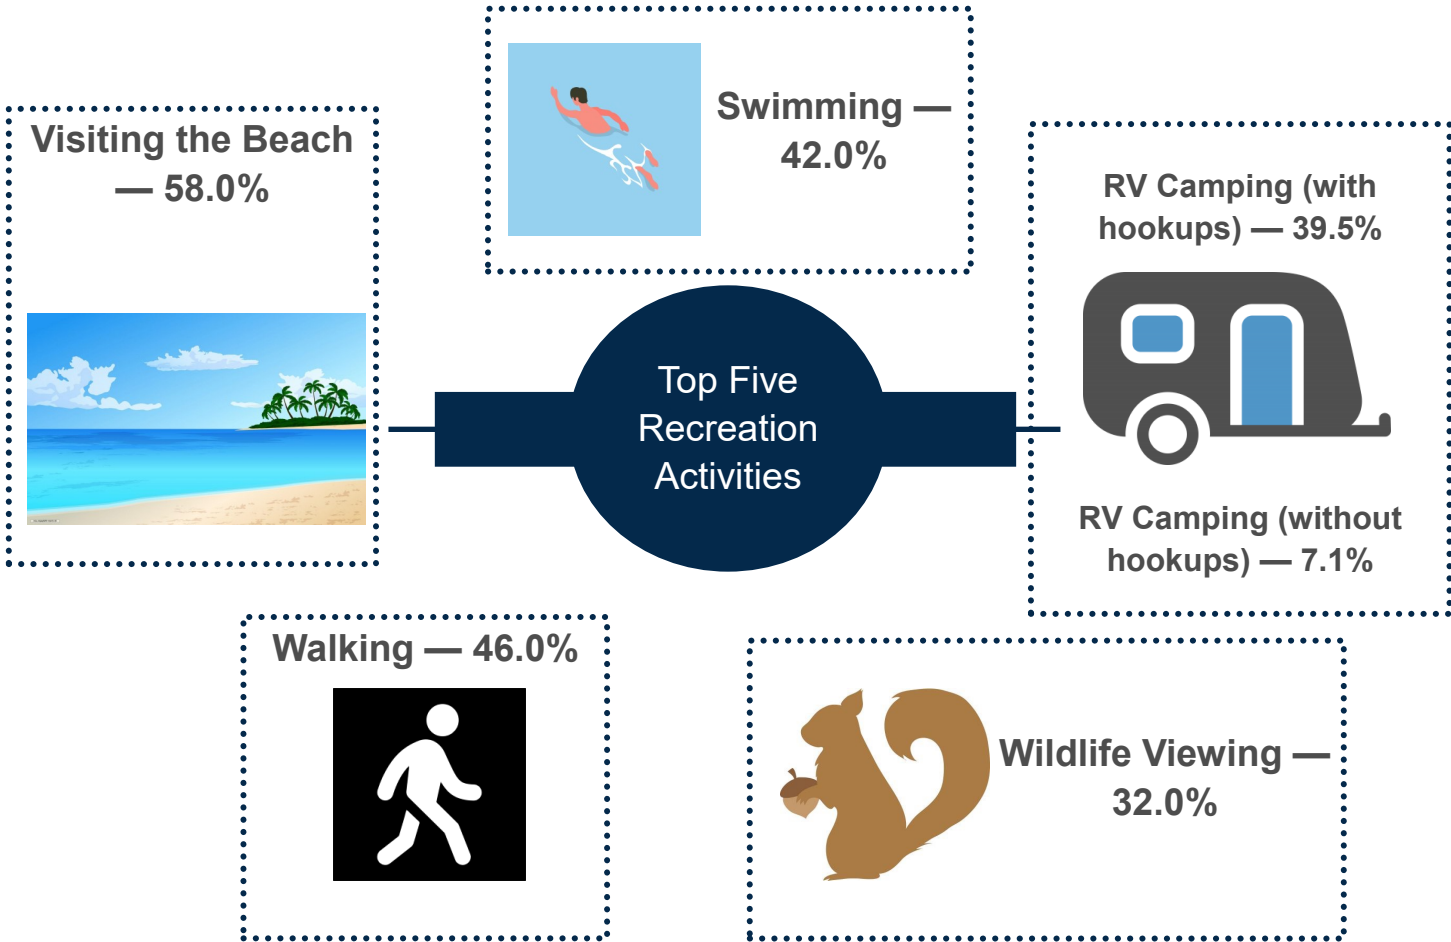 Swimming —
42.0%
Visiting the Beach
— 58.0%
RV Camping (with
hookups) — 39.5%
Top Five
Recreation
Activities
RV Camping (without
hookups) — 7.1%
Walking — 46.0%
Wildlife Viewing —
32.0%